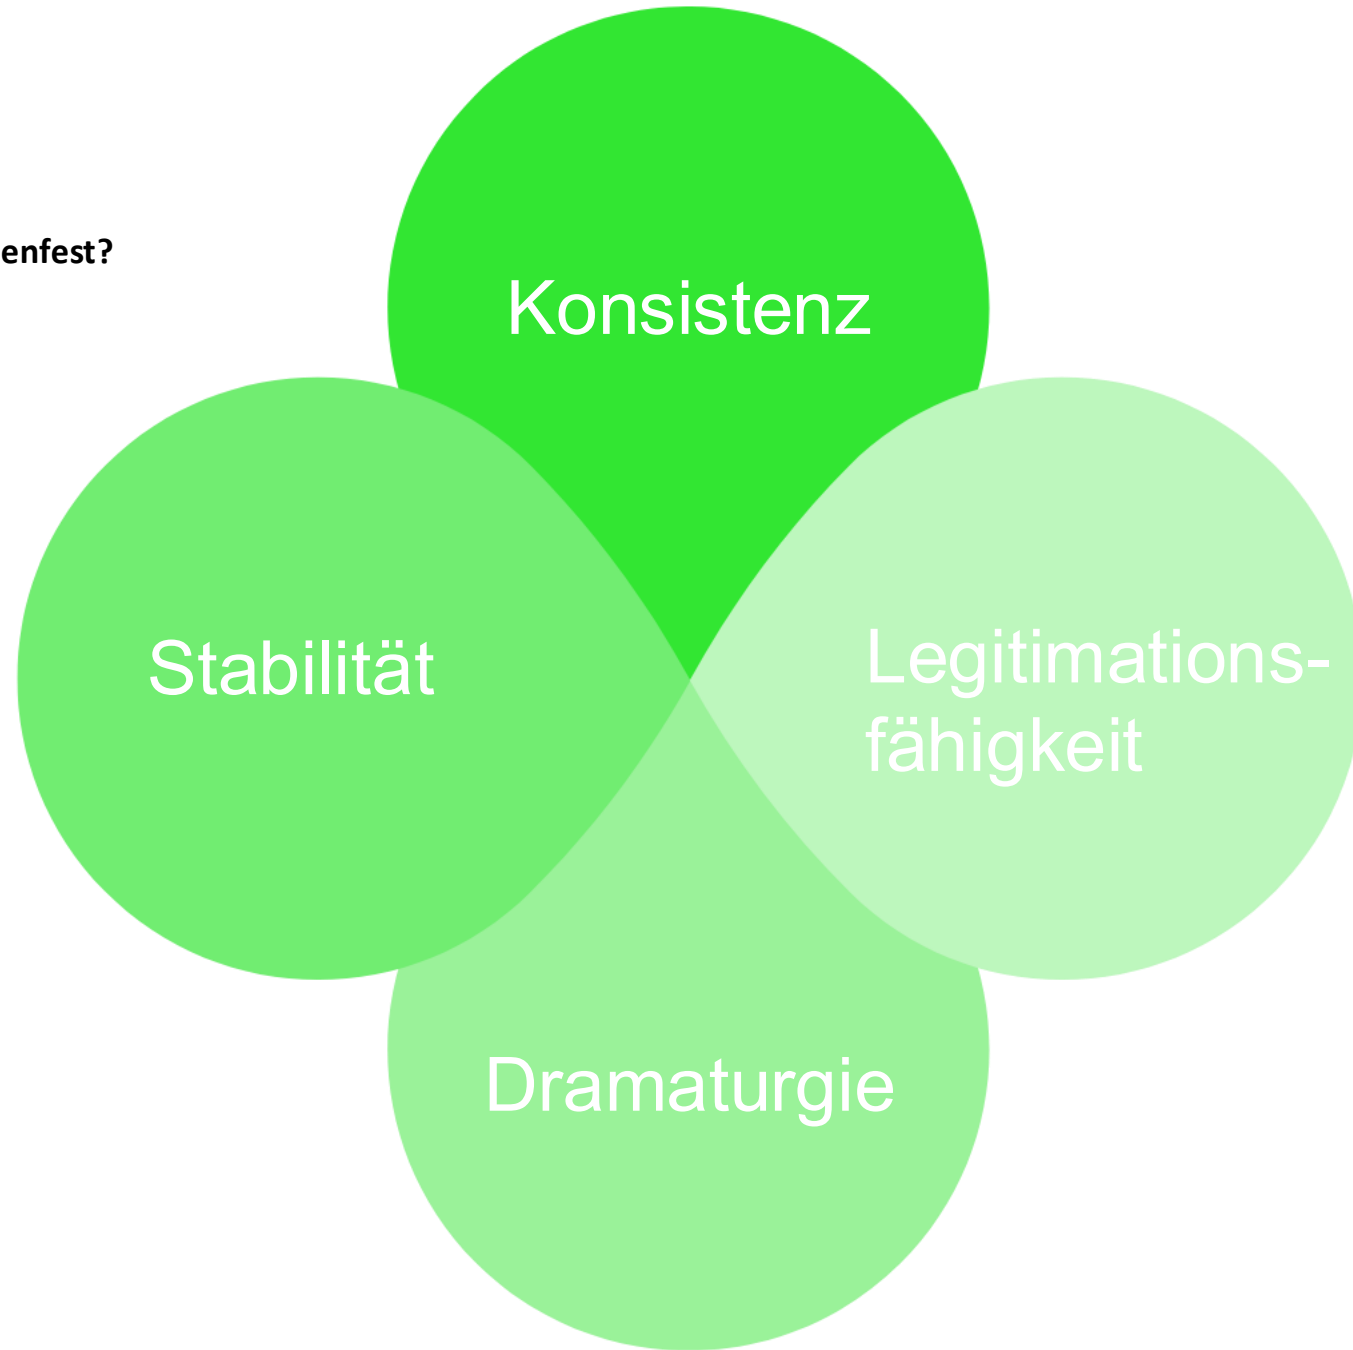 enfest?
Konsistenz
Stabilität
Legitimations-
fähigkeit
Dramaturgie